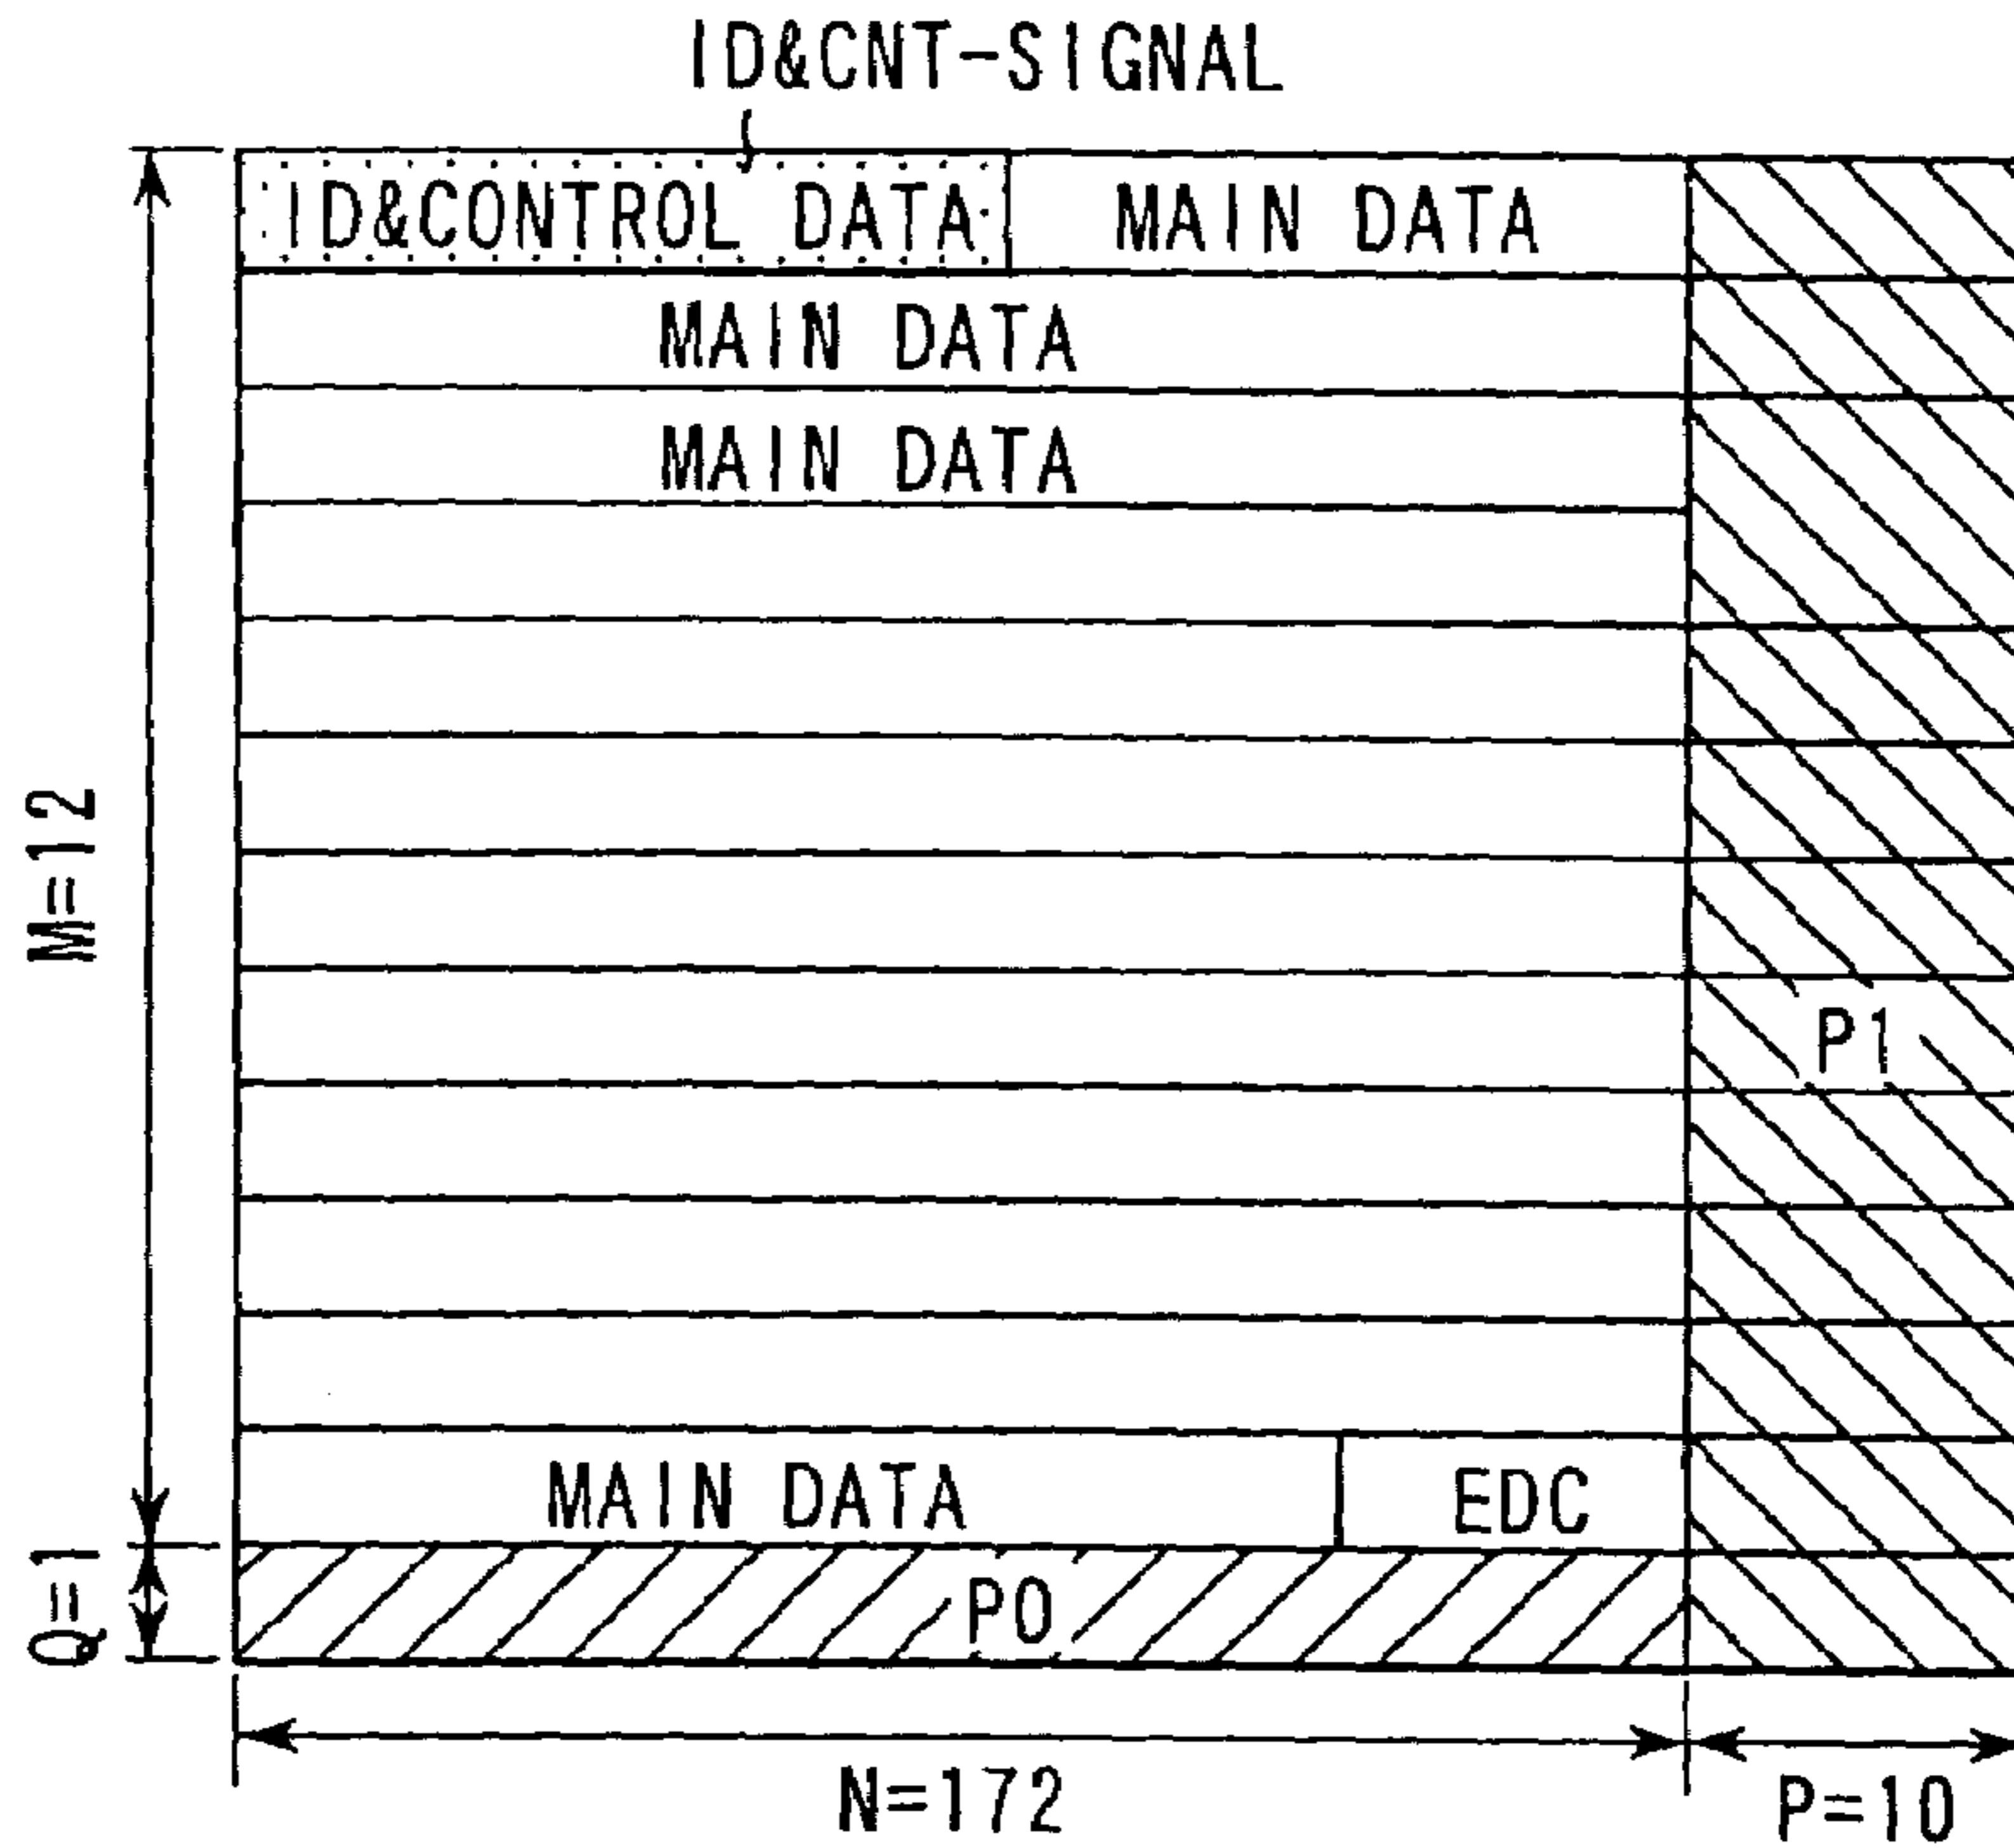 ID&CNT-SIGNAL
ID&CONTROL DATA MAIN DATA
MAIN DATA
MAIN DATA
M=12
P1
MAIN DATA EDC
Q=1
PO
N=172
P=10